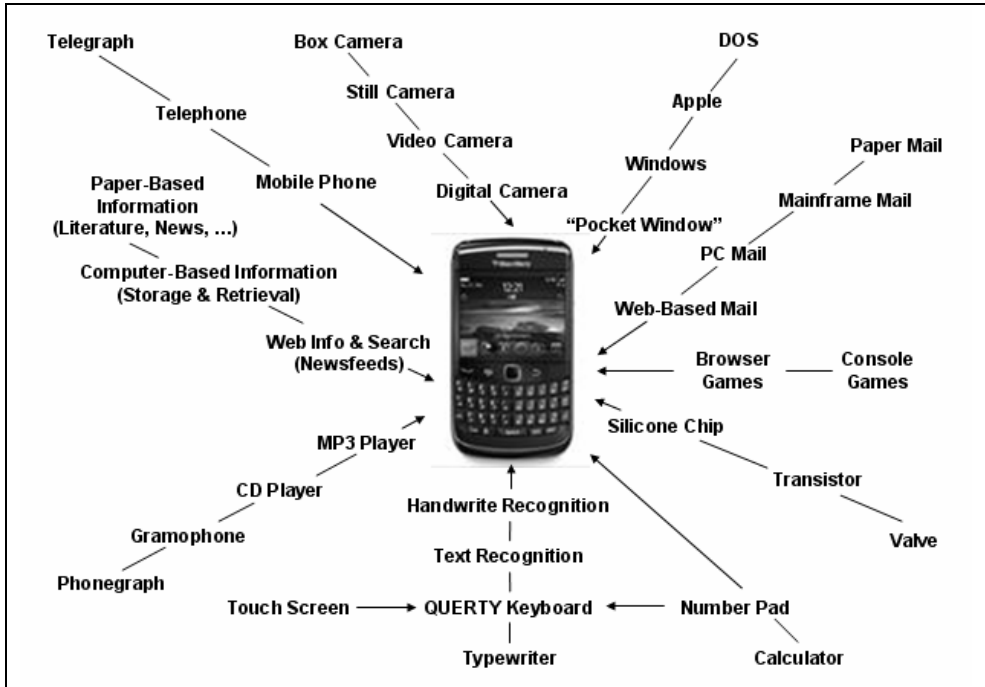 Telegraph
Box Camera
DOS
Still Camera
Apple
Telephone
Video Camera
Windows
Paper Mail
Mobile Phone
Digital Camera
Mainframe Mail
Paper-Based
Information
(Literature, News, ...)
“Pocket Window”
PC Mail
Computer-Based Information
(Storage & Retrieval)
Web-Based Mail
Web Info & Search
(Newsfeeds)
BlackBerry
12:21
Browser
Games
Console
Games
Silicone Chip
MP3 Player
Transistor
CD Player
Handwrite Recognition
Gramophone
Valve
Text Recognition
Phonegraph
Touch Screen
QUERTY Keyboard
Number Pad
Typewriter
Calculator